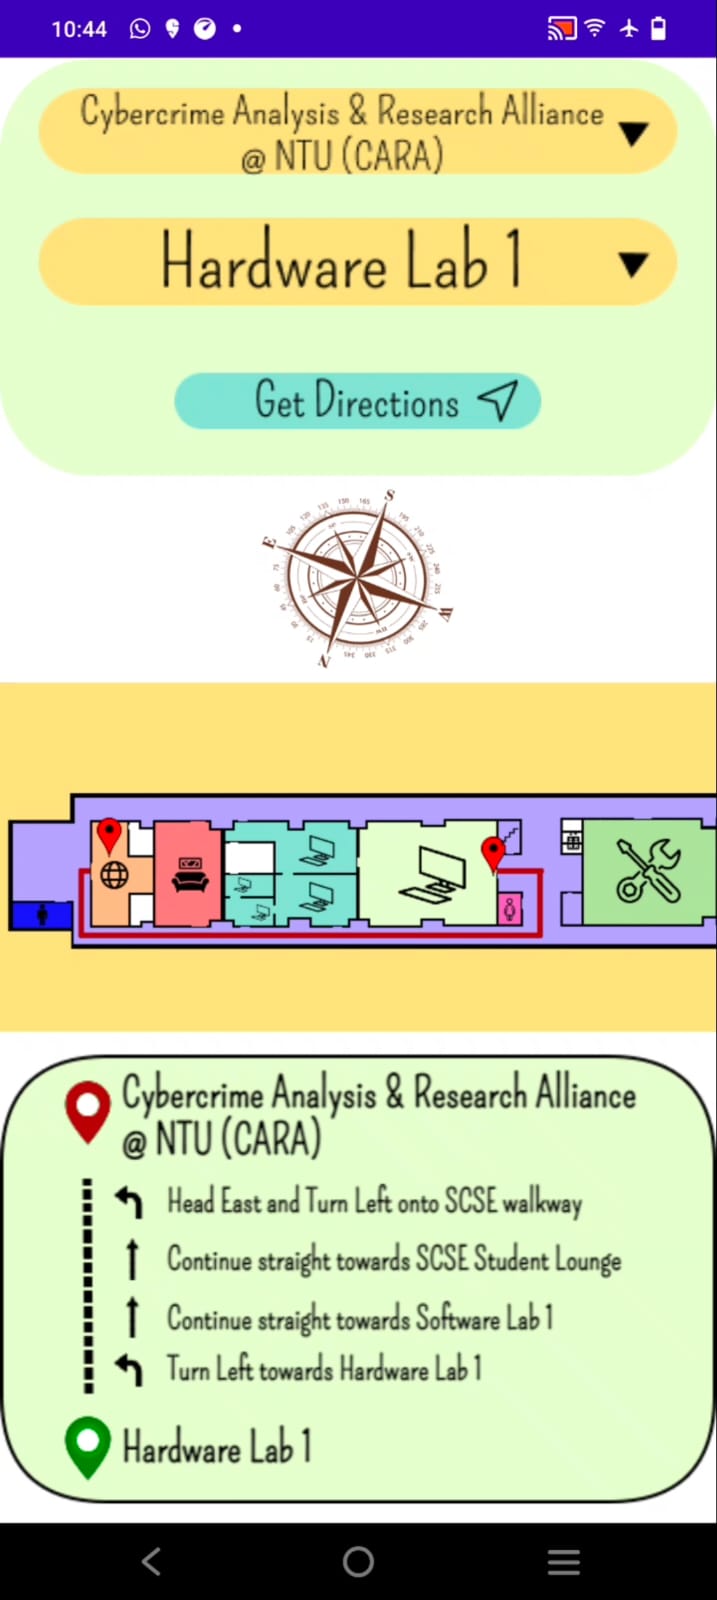 10:44
Cybercrime Analysis & Research Alliance
@ NTU (CARA)
Hardware Lab 1
Get Directions
S
E
W
N
Cybercrime Analysis & Research Alliance
@ NTU (CARA)
Head East and Turn Left onto SCSE walkway
Continue straight towards SCSE Student Lounge
Continue straight towards Software Lab 1
Turn Left towards Hardware Lab 1
Hardware Lab 1